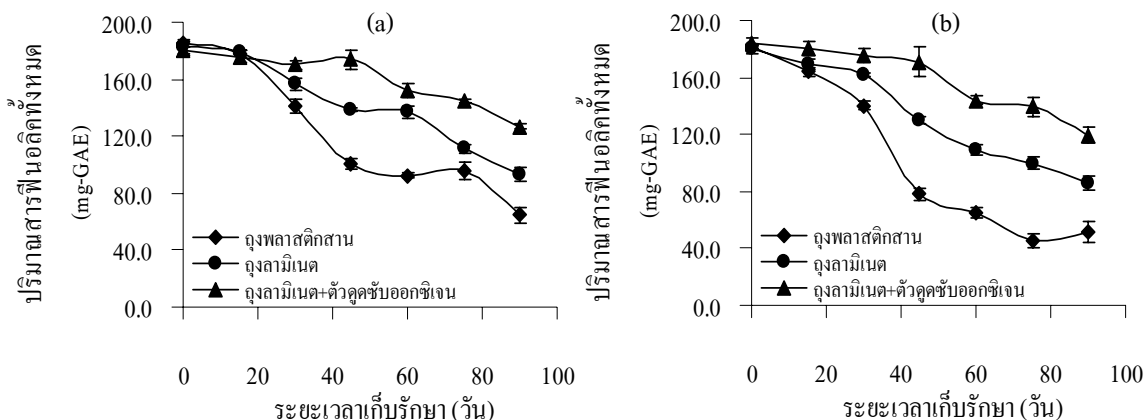 (a)
ปริมาณสารฟีนอลิกทั้งหมด
(mg-GAE)
200.0
160.0
120.0
80.0
40.0
0.0
ถุงพลาสติกสาน
ถุงลามิเนต
ถุงลามิเนต+ตัวดูดซับออกซิเจน
0 20 40 60 80 100
ระยะเวลาเก็บรักษา (วัน)
(b)
ปริมาณสารฟีนอลิกทั้งหมด
(mg-GAE)
200.0
160.0
120.0
80.0
40.0
0.0
ถุงพลาสติกสาน
ถุงลามิเนต
ถุงลามิเนต+ตัวดูดซับออกซิเจน
0 20 40 60 80 100
ระยะเวลาเก็บรักษา (วัน)